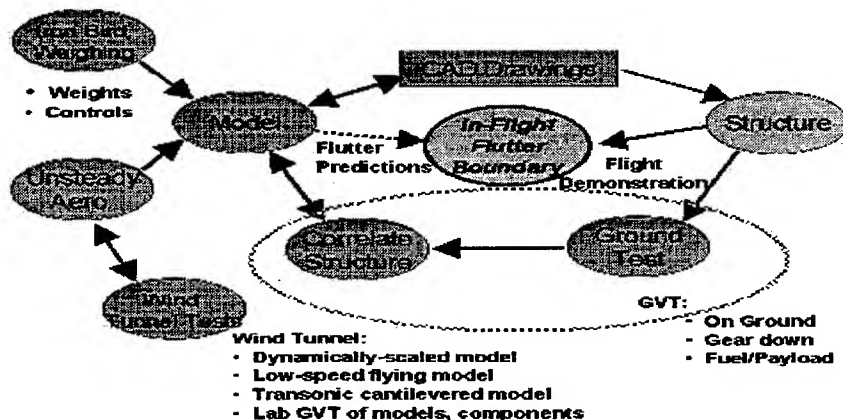 Iron Bird
Weighing
• Weights
• Controls
CAD Drawings
Model
Flutter
Predictions
In-Flight
Flutter
Boundary
Structure
Flight
Demonstration
Unsteady
Aero
Correlate
Structure
Ground
Test
Wind
Tunnel Tests
GVT:
- On Ground
- Gear down
- Fuel/Payload
Wind Tunnel:
- Dynamically-scaled model
- Low-speed flying model
- Transonic cantilevered model
- Lab GVT of models, components